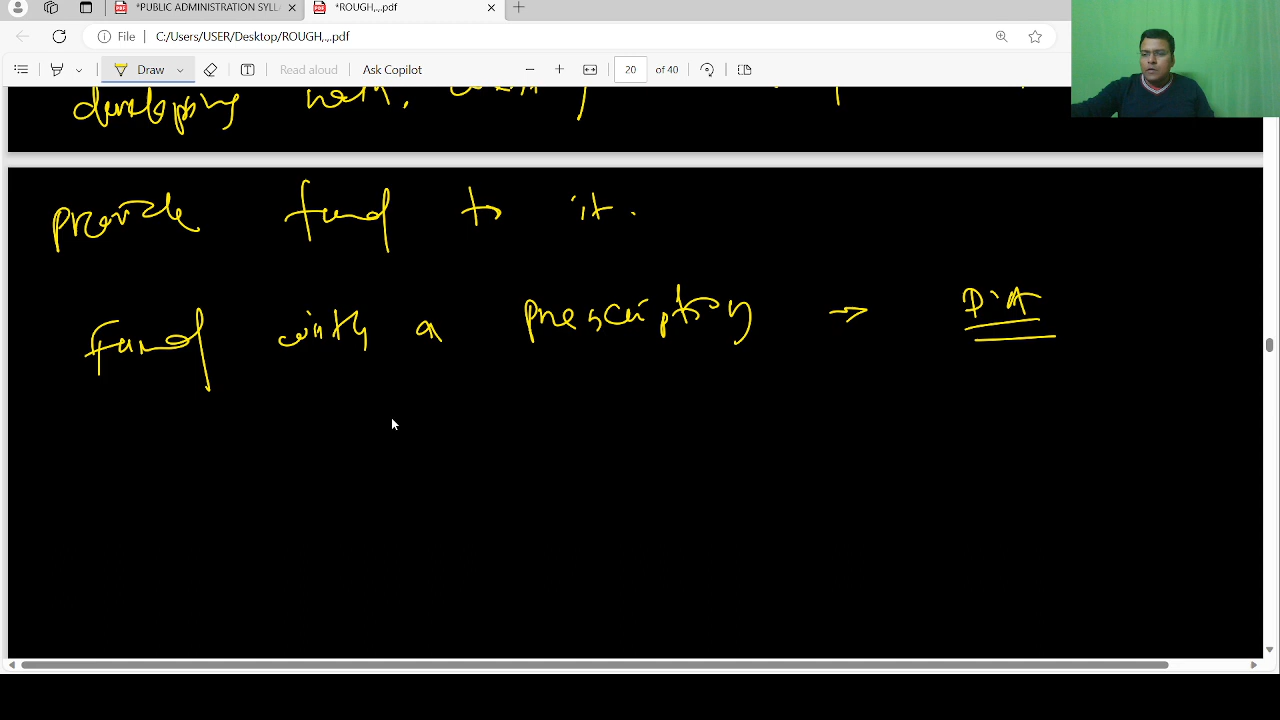 *PUBLIC ADMINISTRATION SYLL
*ROUGH,.,.pdf
File C:/Users/USER/Desktop/ROUGH,.,.pdf
Draw Read aloud Ask Copilot 20 of 40
developing
provide fund to it.
Fund with a prescription → D.A